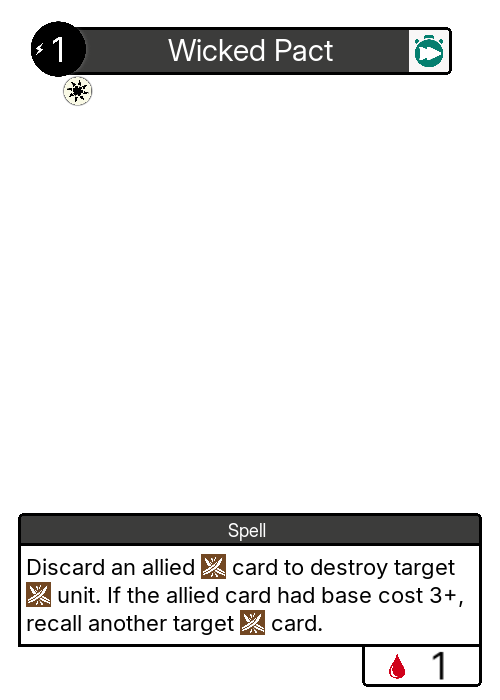 1 Wicked Pact
Spell
Discard an allied card to destroy target
unit. If the allied card had base cost 3+,
recall another target card.
1